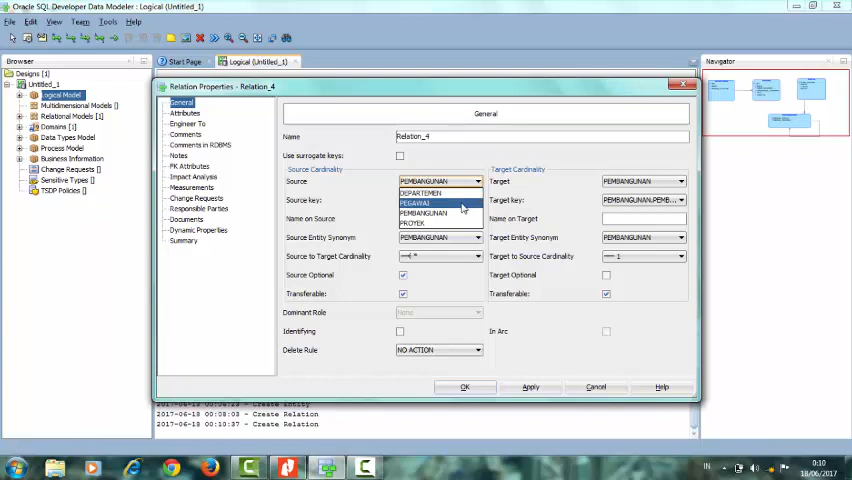 Oracle SQL Developer Data Modeler : Logical (Untitled_1)
File Edit View Team Tools Help
Browser
Start Page
Logical (Untitled_1)
Navigator
Designs [1]
Untitled_1
Logical Model
Multidimensional Models []
Relational Models [1]
Domains [1]
Data Types Model
Process Model
Business Information
Change Requests []
Sensitive Types []
TSDP Policies []
Relation Properties - Relation_4
General
Attributes
Engineer To
Comments
Comments in RDBMS
Notes
FK Attributes
Impact Analysis
Measurements
Change Requests
Responsible Parties
Documents
Dynamic Properties
Summary
General
Name Relation_4
Use surrogate keys:
Source Cardinality Target Cardinality
Source PEMBANGUNAN Target PEMBANGUNAN
DEPARTEMEN
PEGAWAI
PEMBANGUNAN
PROYEK
Source key: Target key: PEMBANGUNAN.PEMB...
Name on Source Name on Target
Source Entity Synonym PEMBANGUNAN Target Entity Synonym PEMBANGUNAN
Source to Target Cardinality * Target to Source Cardinality 1
Source Optional Target Optional
Transferable: Transferable:
Dominant Role None
Identifying In Arc
Delete Rule NO ACTION
OK Apply Cancel Help
2017-06-18 00:08:03 - Create Relation
2017-06-18 00:10:37 - Create Relation
IN
0:10
18/06/2017